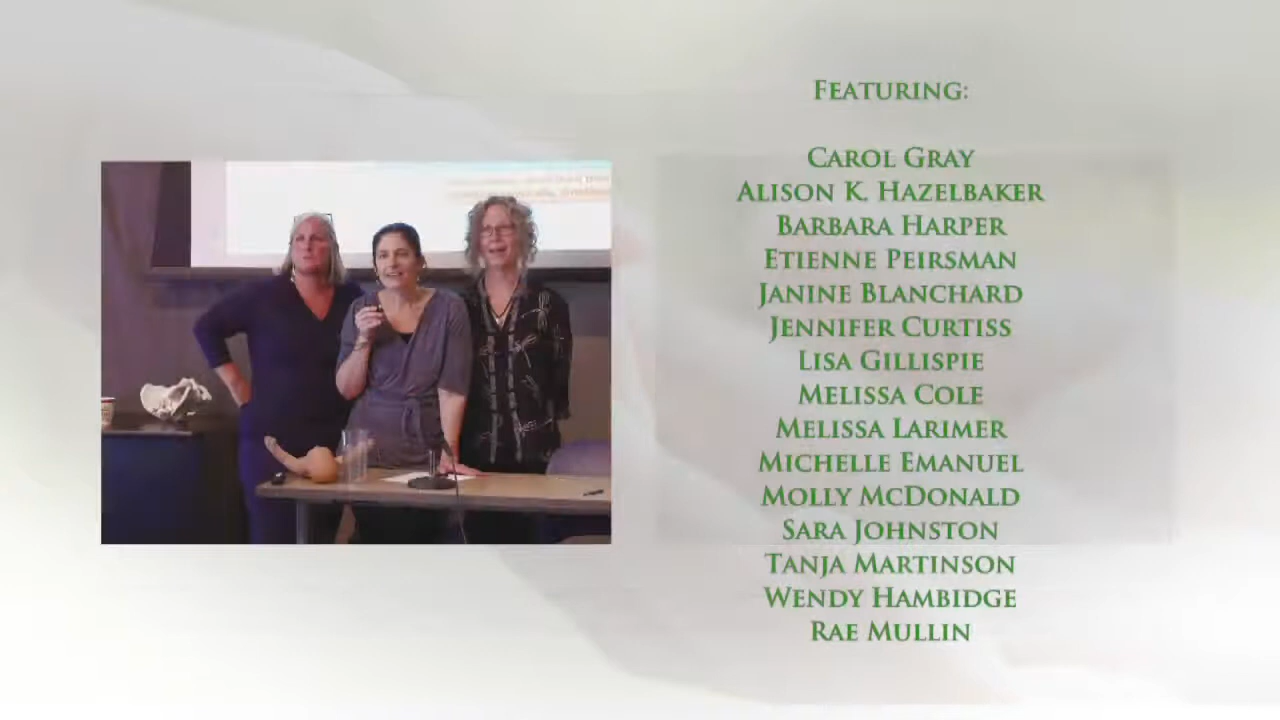 FEATURING:
CAROL GRAY
ALISON K. HAZELBAKER
BARBARA HARPER
ETIENNE PEIRSMAN
JANINE BLANCHARD
JENNIFER CURTISS
LISA GILLISPIE
MELISSA COLE
MELISSA LARIMER
MICHELLE EMANUEL
MOLLY MCDONALD
SARA JOHNSTON
TANJA MARTINSON
WENDY HAMBIDGE
RAE MULLIN